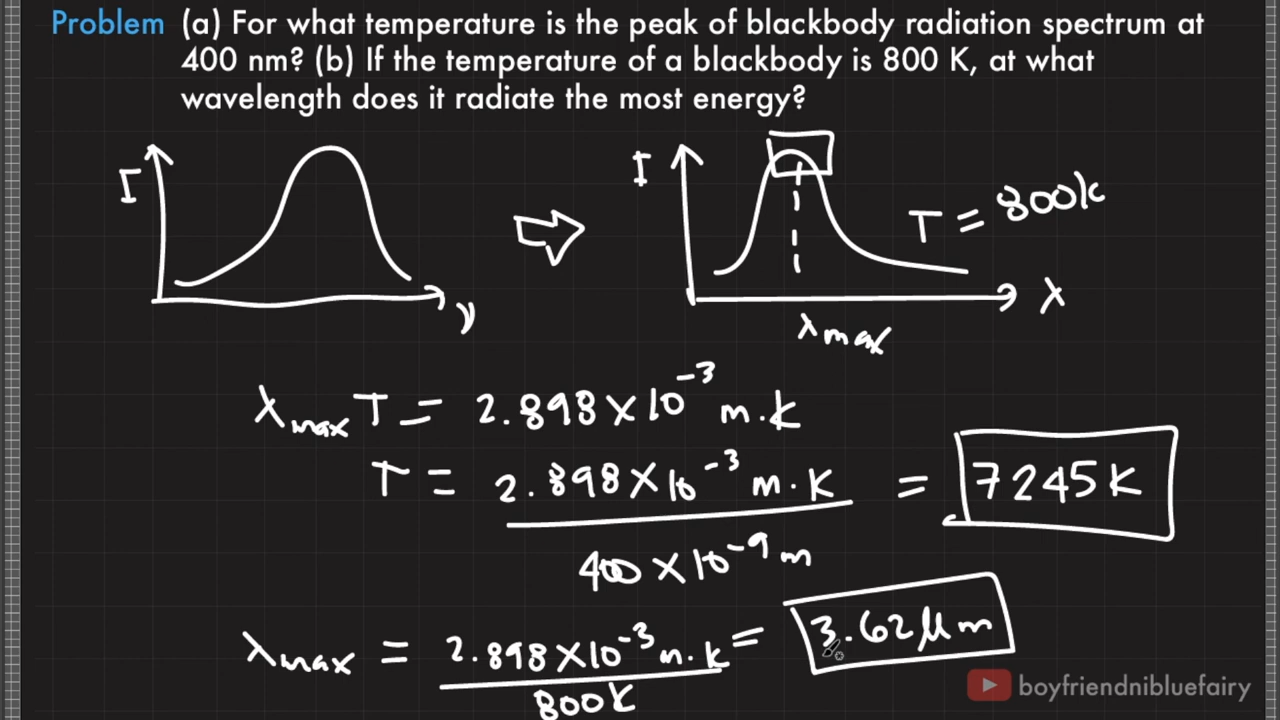 Problem (a) For what temperature is the peak of blackbody radiation spectrum at
400 nm? (b) If the temperature of a blackbody is 800 K, at what
wavelength does it radiate the most energy?
I
ν
I
T = 800K
λ
λmax
λmax T = 2.898 × 10⁻³ m.K
T = 2.898 × 10⁻³ m.K / 400 × 10⁻⁹ m = 7245K
λmax = 2.898 × 10⁻³ m.K / 800K = 3.62 μm
boyfriendnibluefairy